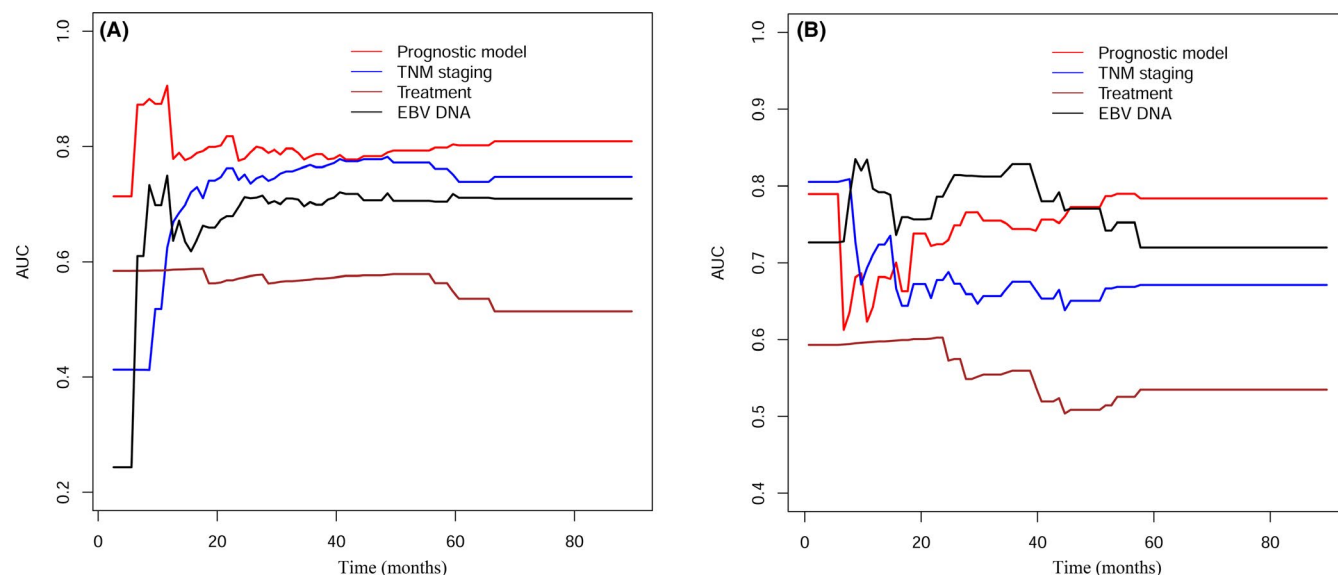 (A)
Prognostic model
TNM staging
Treatment
EBV DNA
AUC
1.0
0.8
0.6
0.4
0.2
0 20 40 60 80
Time (months)
(B)
Prognostic model
TNM staging
Treatment
EBV DNA
AUC
1.0
0.9
0.8
0.7
0.6
0.5
0.4
0 20 40 60 80
Time (months)